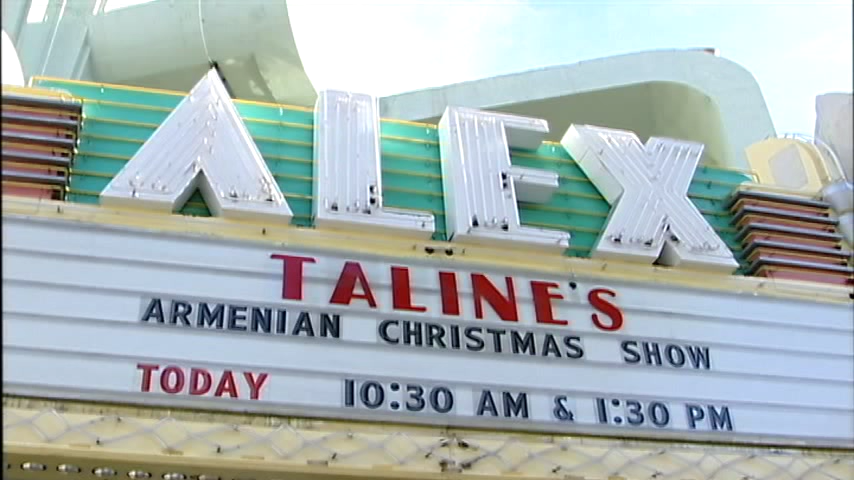 ALEX
TALINE'S
ARMENIAN CHRISTMAS SHOW
TODAY 10:30 AM & 1:30 PM